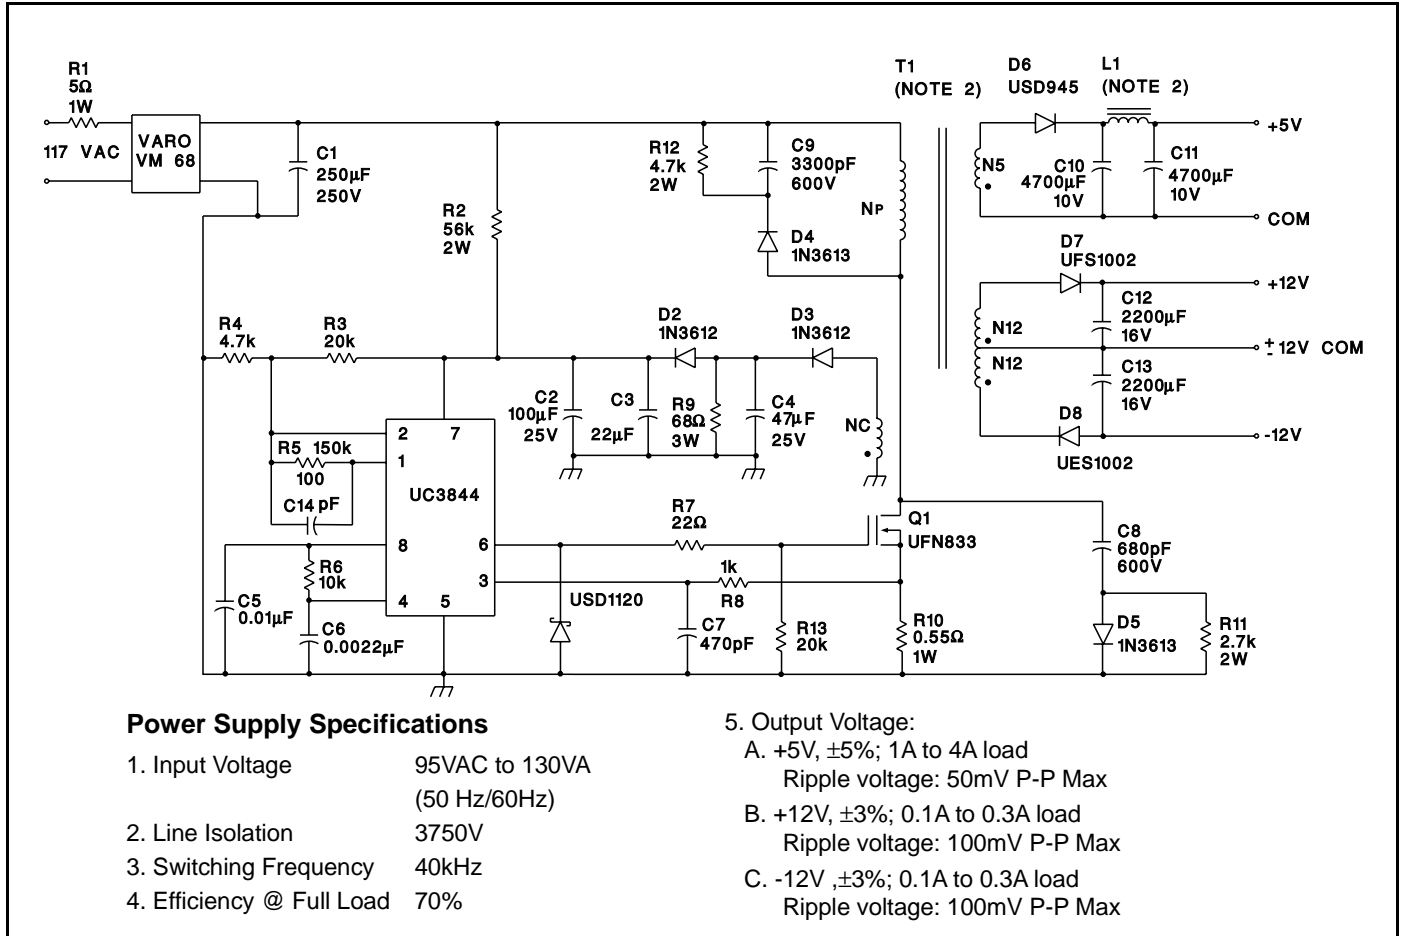 R1
5Ω
1W
117 VAC
VARO
VM 68
C1
250µF
250V
R2
56k
2W
R12
4.7k
2W
C9
3300pF
600V
D4
1N3613
NP
T1
(NOTE 2)
D6
USD945
L1
(NOTE 2)
N5
C10
4700µF
10V
C11
4700µF
10V
+5V
COM
D7
UFS1002
+12V
N12
N12
C12
2200µF
16V
± 12V COM
C13
2200µF
16V
D8
UES1002
-12V
R4
4.7k
R3
20k
D2
1N3612
D3
1N3612
C2
100µF
25V
C3
22µF
R9
68Ω
3W
C4
47µF
25V
NC
R5 150k
100
C14 pF
2
7
1
UC3844
8
6
3
4
5
R6
10k
C5
0.01µF
C6
0.0022µF
USD1120
R7
22Ω
1k
R8
C7
470pF
R13
20k
Q1
UFN833
R10
0.55Ω
1W
C8
680pF
600V
D5
1N3613
R11
2.7k
2W
Power Supply Specifications
1. Input Voltage 95VAC to 130VA
(50 Hz/60Hz)
2. Line Isolation 3750V
3. Switching Frequency 40kHz
4. Efficiency @ Full Load 70%
5. Output Voltage:
A. +5V, ±5%; 1A to 4A load
Ripple voltage: 50mV P-P Max
B. +12V, ±3%; 0.1A to 0.3A load
Ripple voltage: 100mV P-P Max
C. -12V ,±3%; 0.1A to 0.3A load
Ripple voltage: 100mV P-P Max